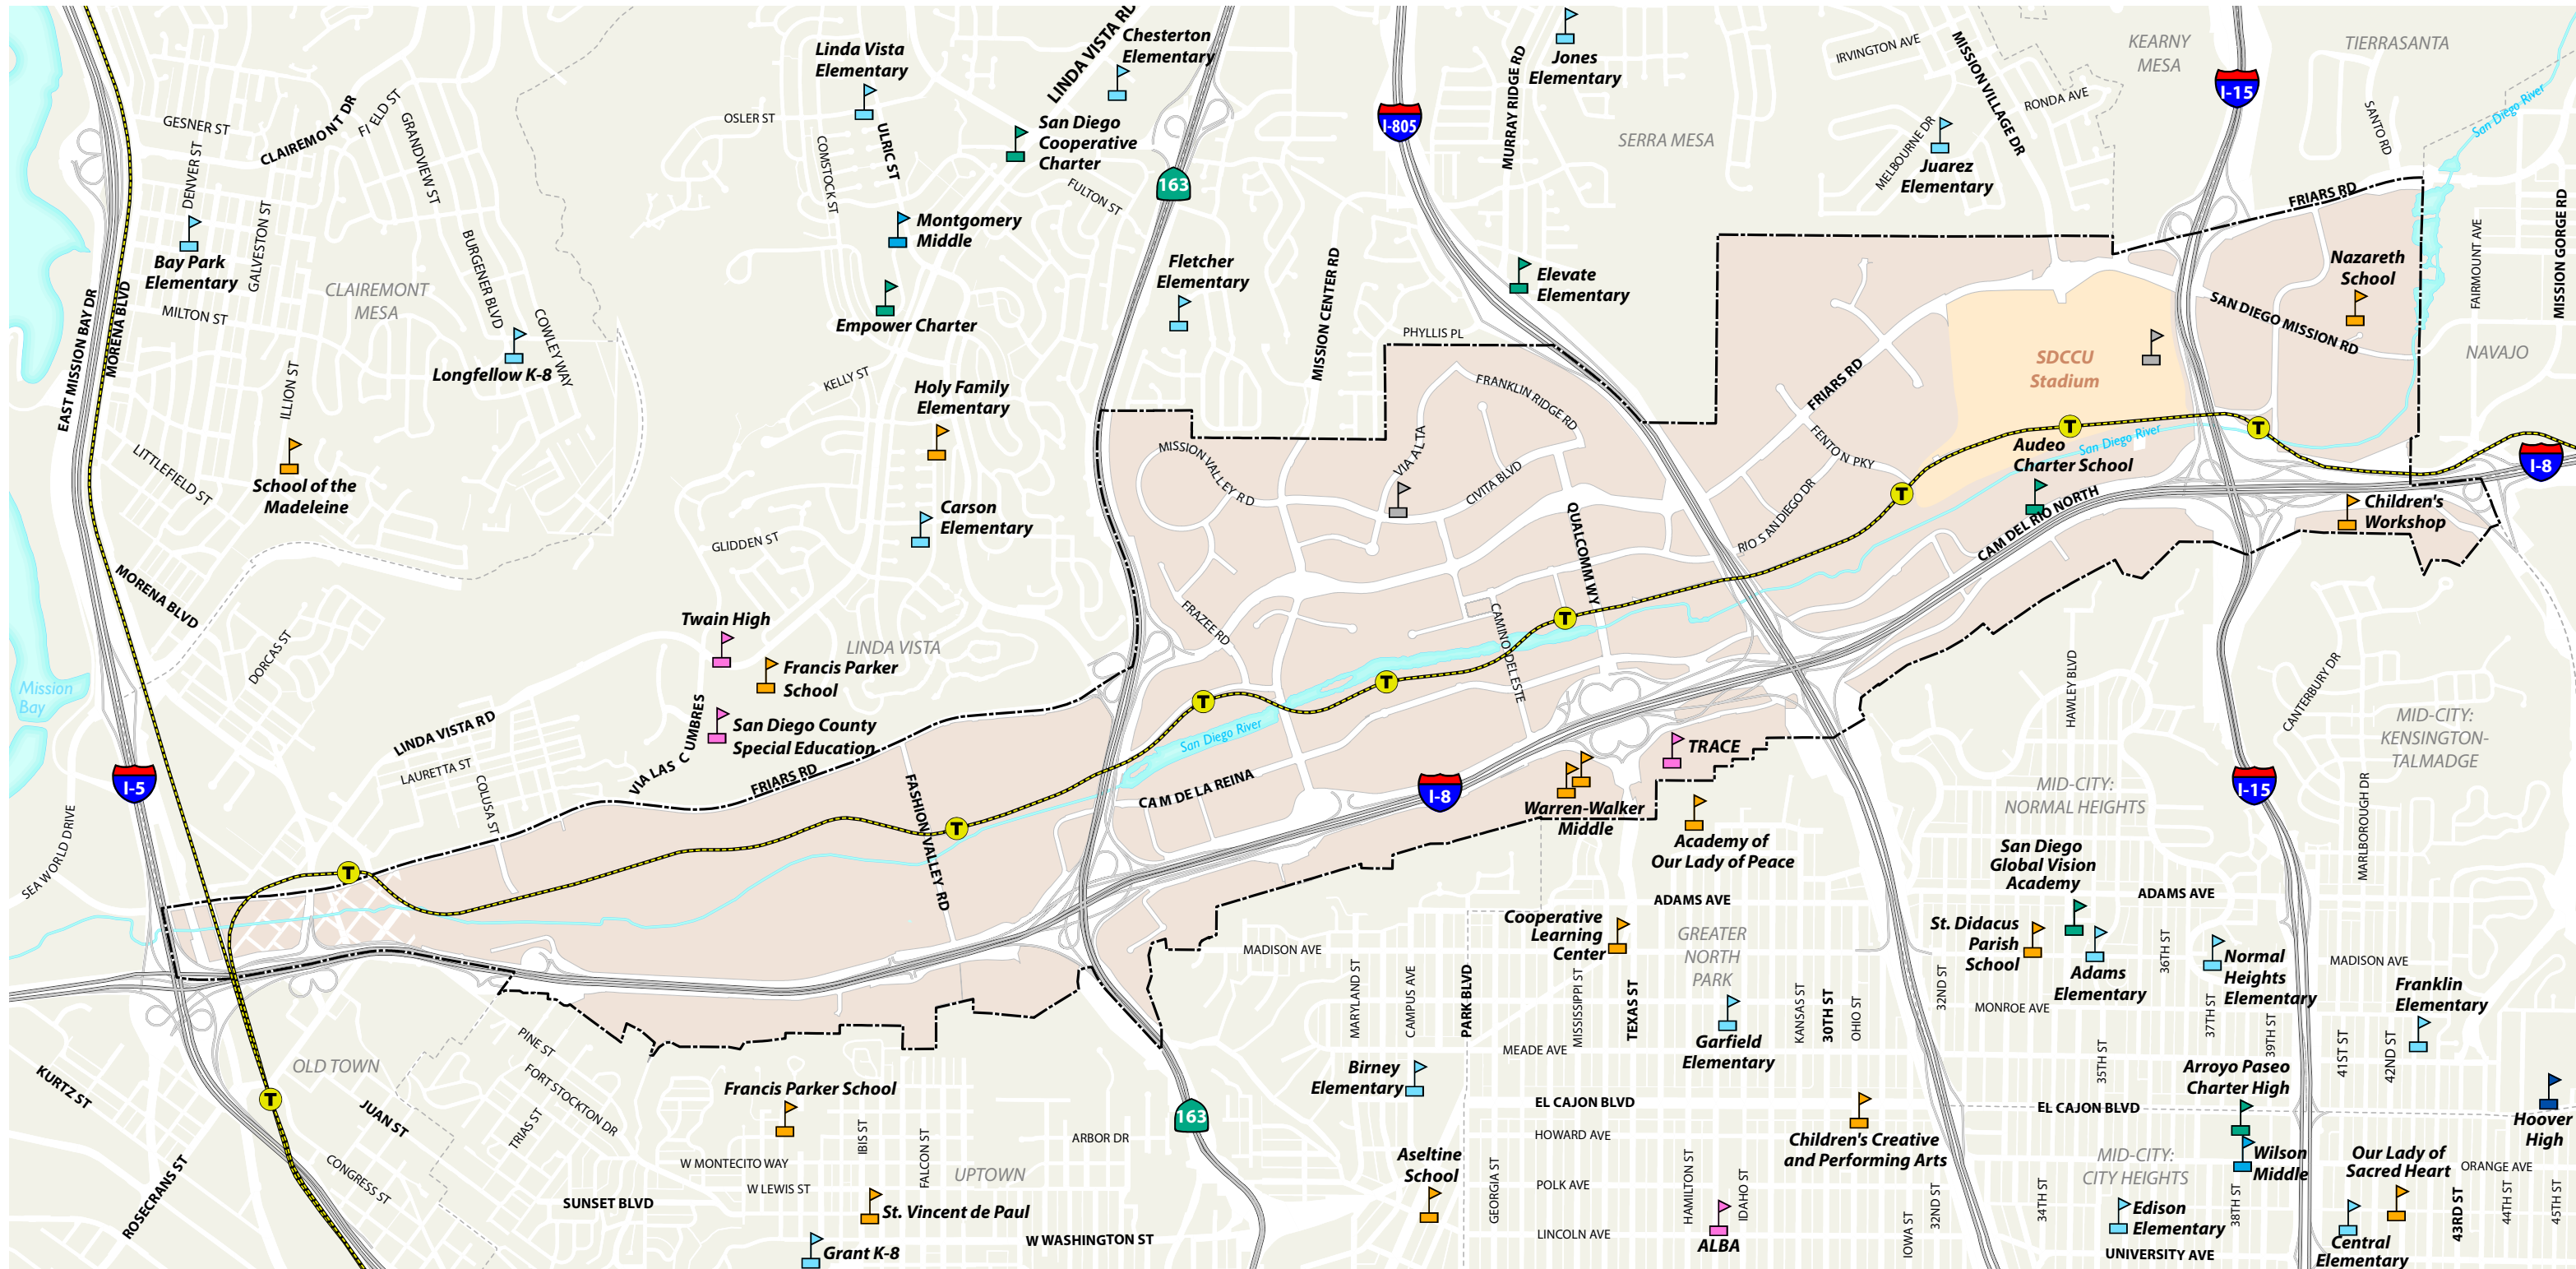 Chesterton
Elementary
LINDA VISTA RD
Linda Vista
Elementary
Jones
Elementary
MURRAY RIDGE RD
IRVINGTON AVE
MISSION VILLAGE DR
KEARNY
MESA
TIERRASANTA
I-15
RONDA AVE
SANTO RD
San Diego River
GESNER ST
CLAIREMONT DR
FIELD ST
GRANDVIEW ST
DENVER ST
OSLER ST
COMSTOCK ST
ULRIC ST
San Diego
Cooperative
Charter
FULTON ST
163
I-805
SERRA MESA
MELBOURNE DR
Juarez
Elementary
FRIARS RD
FAIRMOUNT AVE
MISSION GORGE RD
Bay Park
Elementary
GALVESTON ST
BURGENER BLVD
Montgomery
Middle
Fletcher
Elementary
MISSION CENTER RD
Elevate
Elementary
Nazareth
School
CLAIREMONT
MESA
MILTON ST
EAST MISSION BAY DR
MORENA BLVD
COWLEY WAY
Longfellow K-8
Empower Charter
PHYLLIS PL
SAN DIEGO MISSION RD
NAVAJO
SDCCU
Stadium
ILLION ST
KELLY ST
Holy Family
Elementary
FRANKLIN RIDGE RD
FRIARS RD
LITTLEFIELD ST
School of the
Madeleine
MISSION VALLEY RD
VIA ALTA
CIVITA BLVD
FENTON PKY
T
T
San Diego River
Audeo
Charter School
I-8
T
Carson
Elementary
QUALCOMM WY
RIO SAN DIEGO DR
CAM DEL RIO NORTH
Children's
Workshop
GLIDDEN ST
MORENA BLVD
DORCAS ST
Twain High
Francis Parker
School
LINDA VISTA
FRAZEE RD
CAMINO DEL ESTE
T
HAWLEY BLVD
CANTERBURY DR
Mission
Bay
San Diego County
Special Education
VIA LAS CUMBRES
T
T
San Diego River
MID-CITY:
KENSINGTON-
TALMADGE
LINDA VISTA RD
LAURETTA ST
COLUSA ST
FRIARS RD
FASHION VALLEY RD
CAM DE LA REINA
TRACE
I-5
I-8
I-15
MID-CITY:
NORMAL HEIGHTS
MARLBOROUGH DR
Warren-Walker
Middle
SEA WORLD DRIVE
T
T
Academy of
Our Lady of Peace
San Diego
Global Vision
Academy
ADAMS AVE
ADAMS AVE
MADISON AVE
Cooperative
Learning
Center
GREATER
NORTH
PARK
St. Didacus
Parish
School
Adams
Elementary
36TH ST
Normal
Heights
Elementary
MADISON AVE
Franklin
Elementary
MARYLAND ST
CAMPUS AVE
PARK BLVD
MISSISSIPPI ST
TEXAS ST
KANSAS ST
30TH ST
OHIO ST
32ND ST
MONROE AVE
37TH ST
39TH ST
41ST ST
42ND ST
Garfield
Elementary
MEADE AVE
35TH ST
OLD TOWN
PINE ST
FORT STOCKTON DR
KURTZ ST
T
JUAN ST
TRIAS ST
Francis Parker School
Birney
Elementary
EL CAJON BLVD
EL CAJON BLVD
Arroyo Paseo
Charter High
Hoover
High
163
IBIS ST
FALCON ST
ARBOR DR
HOWARD AVE
Children's Creative
and Performing Arts
CONGRESS ST
ROSECRANS ST
W MONTECITO WAY
W LEWIS ST
UPTOWN
Aseltine
School
MID-CITY:
CITY HEIGHTS
Wilson
Middle
Our Lady of
Sacred Heart
ORANGE AVE
SUNSET BLVD
St. Vincent de Paul
GEORGIA ST
POLK AVE
HAMILTON ST
IDAHO ST
32ND ST
34TH ST
38TH ST
Edison
Elementary
43RD ST
44TH ST
45TH ST
Grant K-8
W WASHINGTON ST
LINCOLN AVE
ALBA
IOWA ST
UNIVERSITY AVE
Central
Elementary